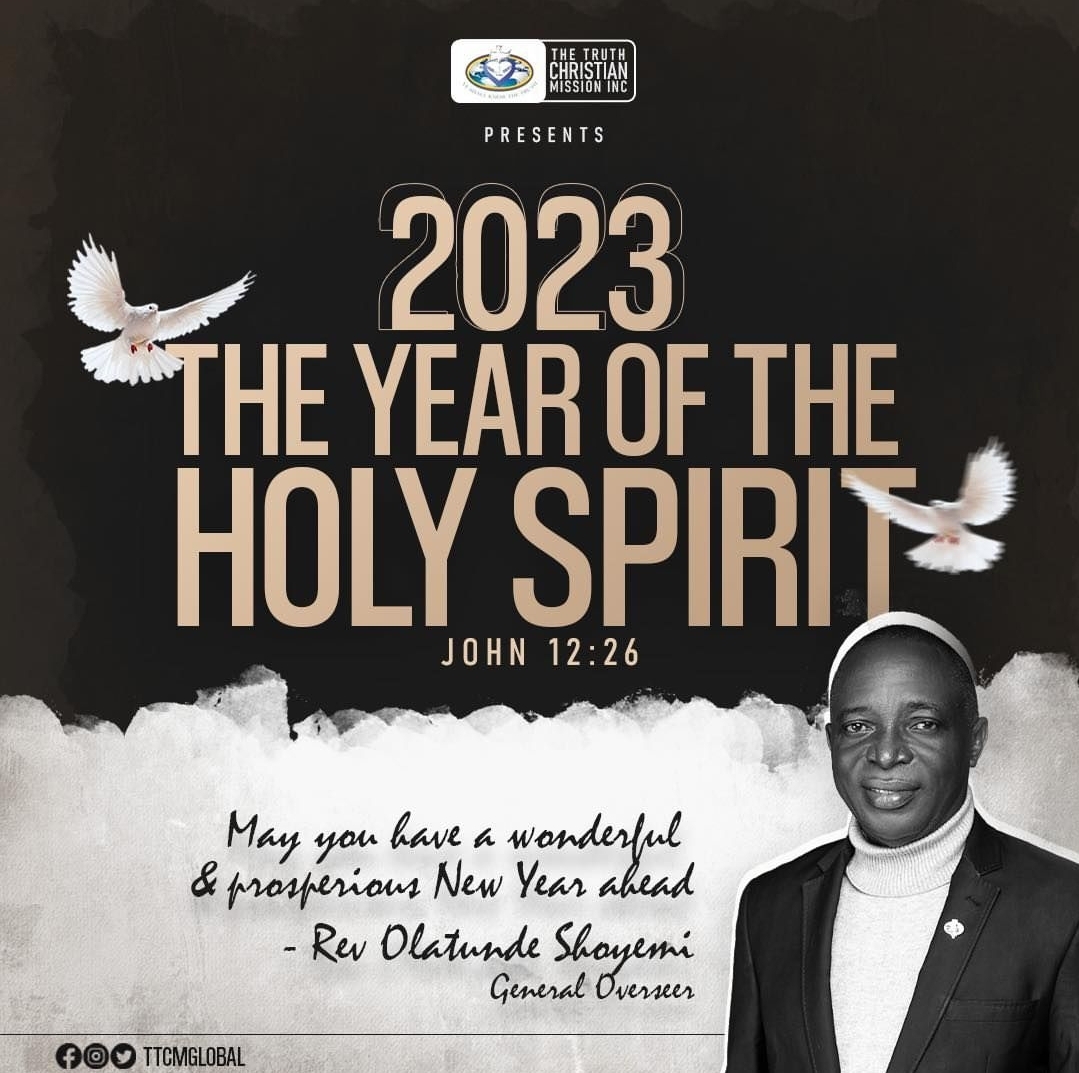 THE TRUTH
CHRISTIAN
MISSION INC
PRESENTS
2023
THE YEAR OF THE
HOLY SPIRIT
JOHN 12:26
May you have a wonderful
& prosperious New Year ahead
- Rev Olatunde Shoyemi
General Overseer
TTCMGLOBAL